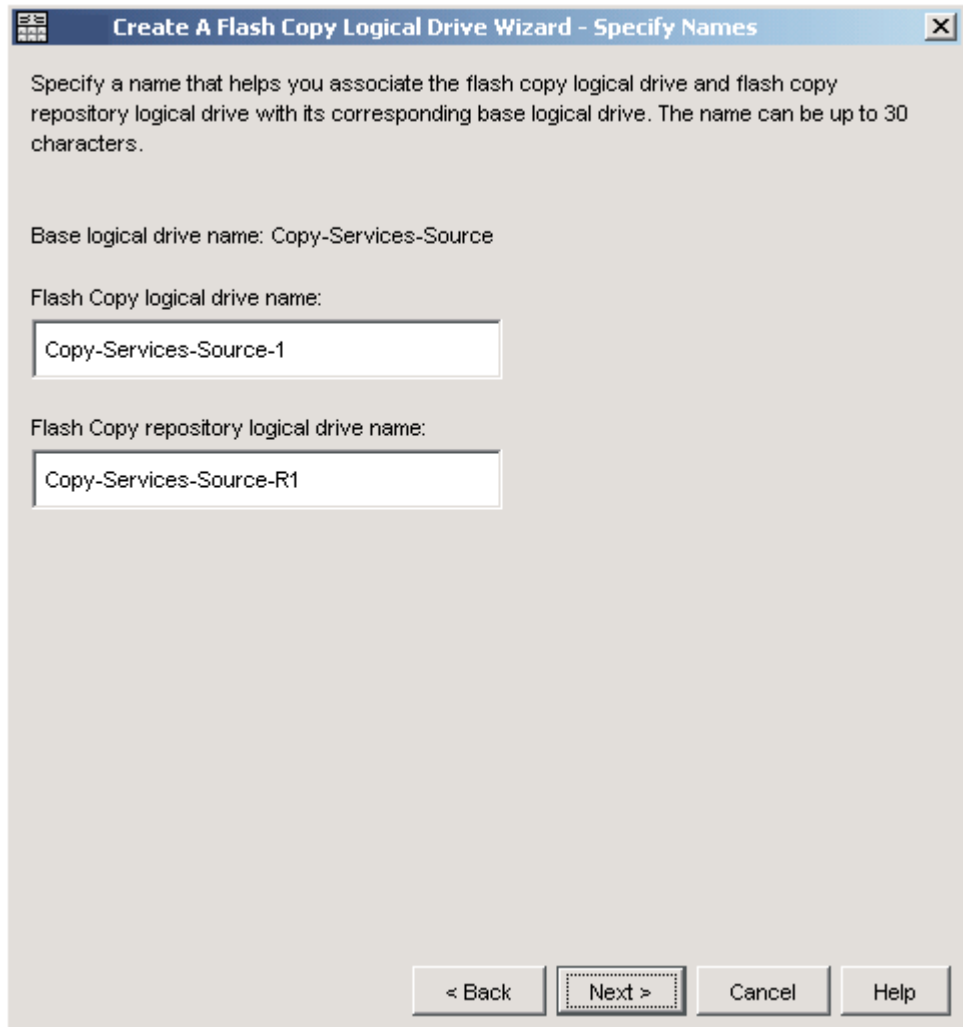 Create A Flash Copy Logical Drive Wizard - Specify Names
Specify a name that helps you associate the flash copy logical drive and flash copy
repository logical drive with its corresponding base logical drive. The name can be up to 30
characters.
Base logical drive name: Copy-Services-Source
Flash Copy logical drive name:
Copy-Services-Source-1
Flash Copy repository logical drive name:
Copy-Services-Source-R1
< Back Next > Cancel Help